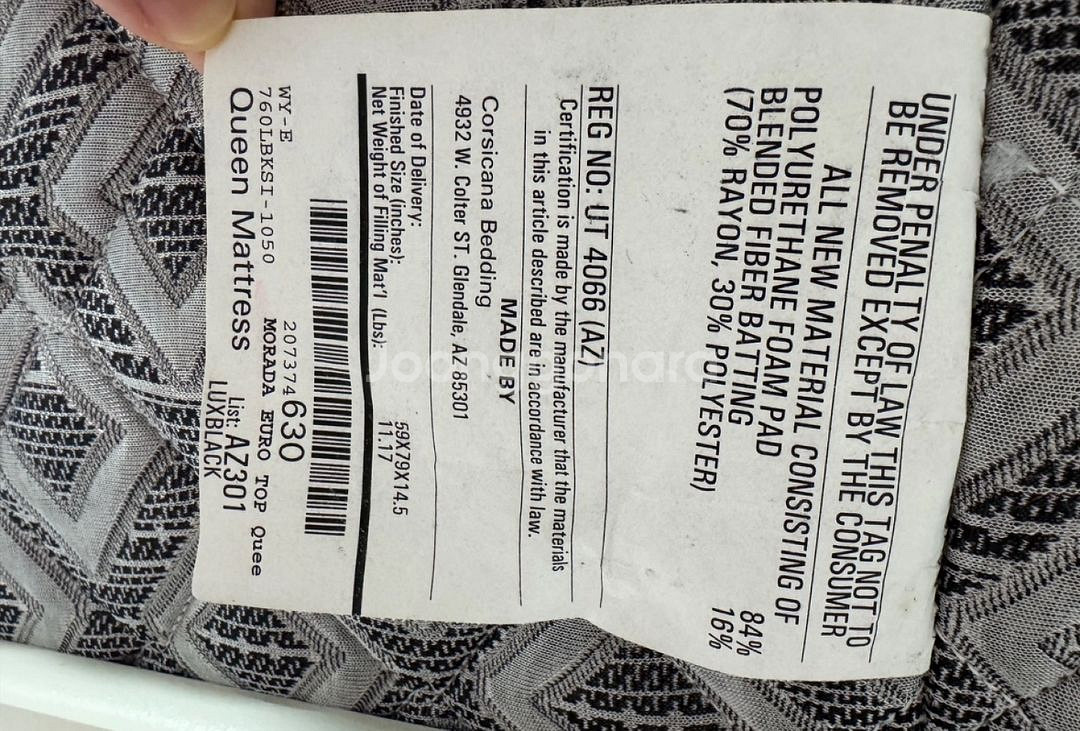 UNDER PENALTY OF LAW THIS TAG NOT TO
BE REMOVED EXCEPT BY THE CONSUMER
ALL NEW MATERIAL CONSISTING OF
POLYURETHANE FOAM PAD 84%
BLENDED FIBER BATTING 16%
(70% RAYON, 30% POLYESTER)
REG NO: UT 4066 (AZ)
Certification is made by the manufacturer that the materials
in this article described are in accordance with law.
MADE BY
Corsicana Bedding
4932 W. Colter ST. Glendale, AZ 85301
Date of Delivery:
Finished Size (inches): 59X79X14.5
Net Weight of Filling Mat'l (Lbs): 11.17
207374630
WY-E
760LBKSI-1050 MORADA EURO TOP Quee
Queen Mattress
List: AZ301
LUXBLACK